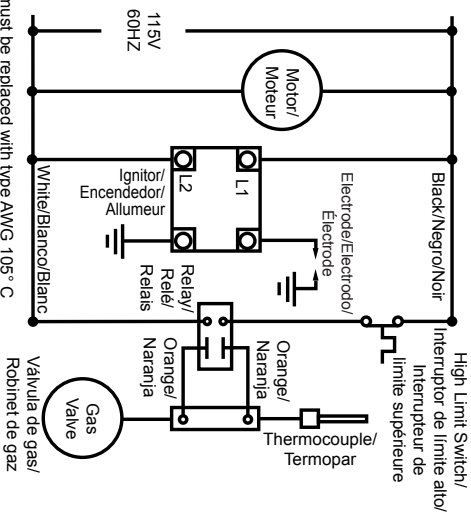 115V
60HZ
Motor/
Moteur
L1
L2
Ignitor/
Encendedor/
Allumeur
Electrode/Electrodo/
Électrode
Black/Negro/Noir
White/Blanco/Blanc
must be replaced with type AWG 105° C
High Limit Switch/
Interruptor de límite alto/
Interrupteur de
limite supérieure
Relay/
Relé/
Relais
Orange/
Naranja
Orange/
Naranja
Thermocouple/
Termopar
Gas
Valve
Válvula de gas/
Robinet de gaz